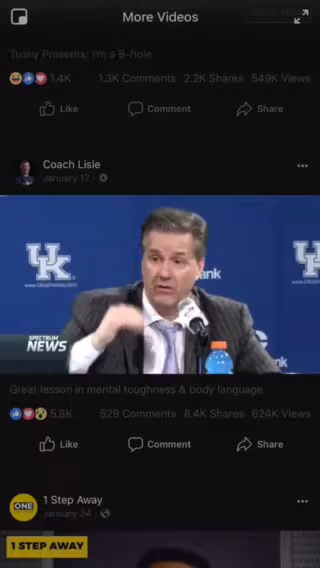 More Videos
Tushy Presents: I'm a B-hole
1.4K 1.3K Comments 2.2K Shares 549K Views
Like Comment Share
Coach Lisle
January 12
UK UK
bank
SPECTRUM
NEWS
Great lesson in mental toughness & body language
5.8K 529 Comments 8.4K Shares 624K Views
Like Comment Share
1 Step Away
ONE
January 24
1 STEP AWAY